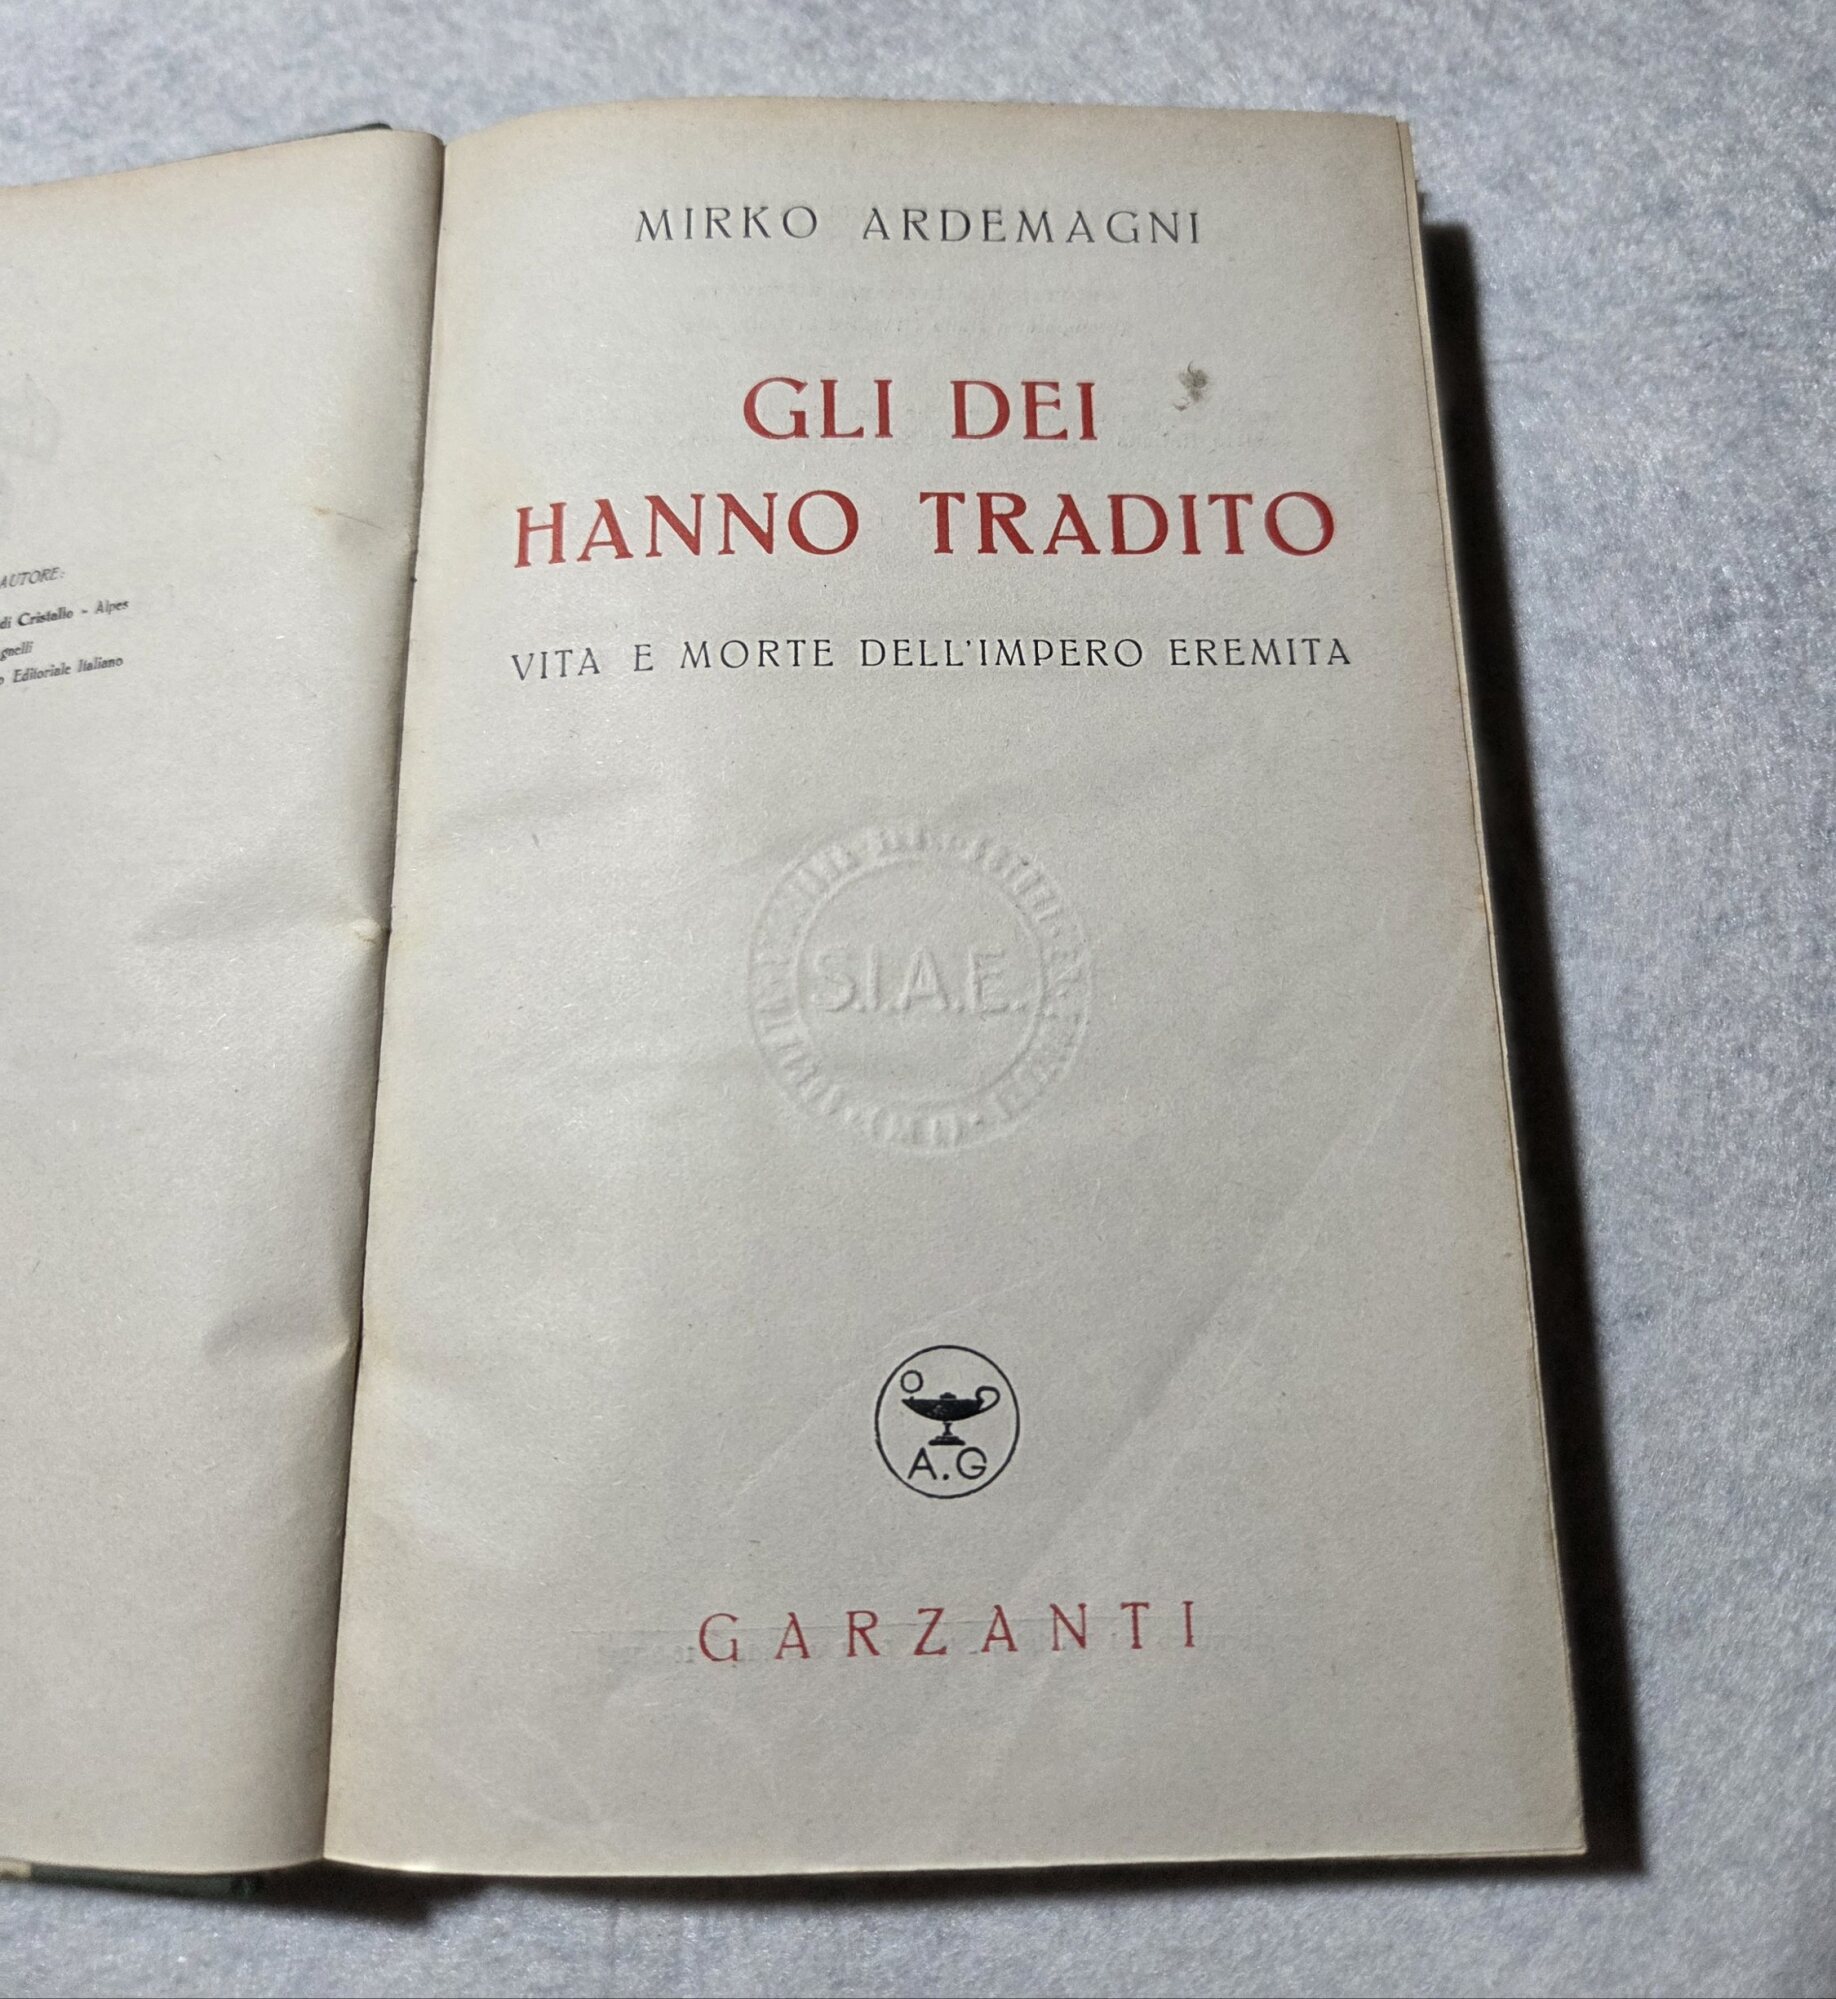 AUTORE:
di Cristallo - Alpes
gnelli
o Editoriale Italiano
MIRKO ARDEMAGNI
GLI DEI
HANNO TRADITO
VITA E MORTE DELL'IMPERO EREMITA
S.I.A.E.
A.G
GARZANTI